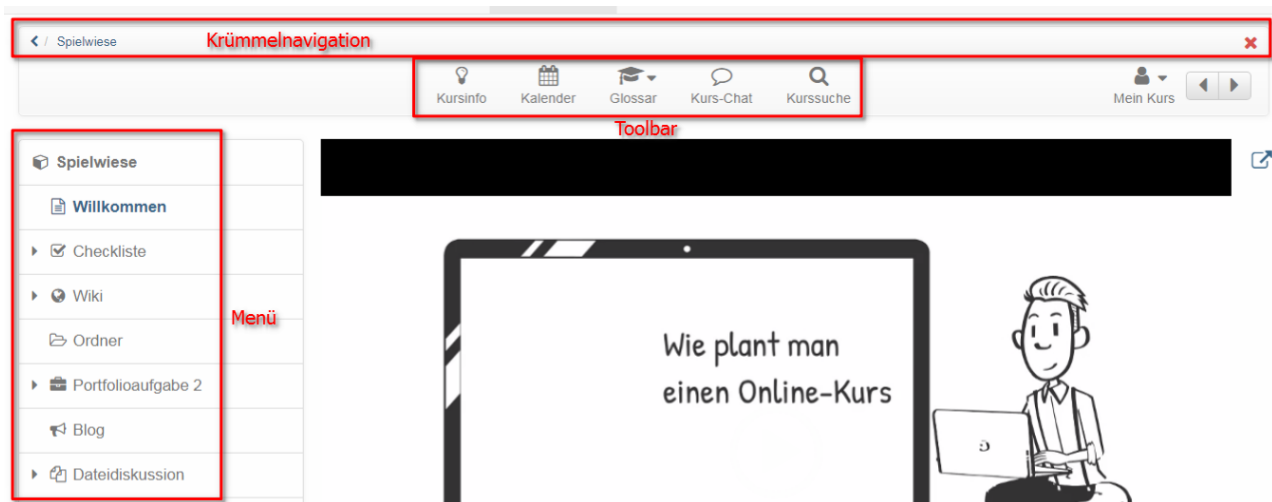 / Spielwiese
Krümmelnavigation
Kursinfo
Kalender
Glossar
Kurs-Chat
Kurssuche
Mein Kurs
Toolbar
Spielwiese
Willkommen
Checkliste
Wiki
Menü
Ordner
Portfolioaufgabe 2
Blog
Dateidiskussion
Wie plant man
einen Online-Kurs